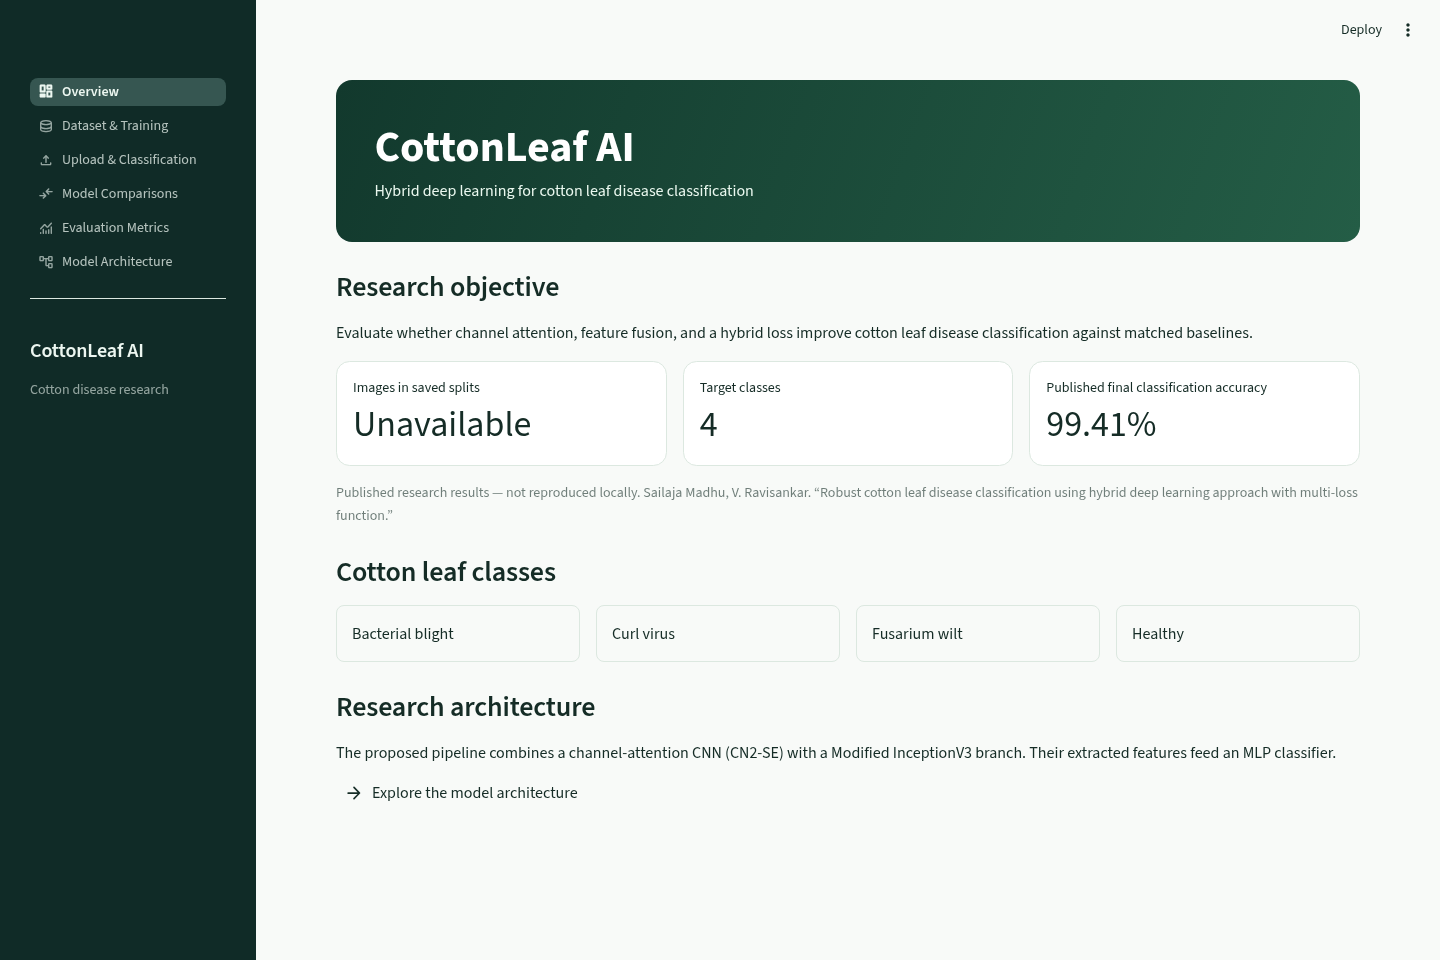 Deploy
Overview
Dataset & Training
Upload & Classification
Model Comparisons
Evaluation Metrics
Model Architecture
CottonLeaf AI
Cotton disease research
CottonLeaf AI
Hybrid deep learning for cotton leaf disease classification
Research objective
Evaluate whether channel attention, feature fusion, and a hybrid loss improve cotton leaf disease classification against matched baselines.
Images in saved splits
Unavailable
Target classes
4
Published final classification accuracy
99.41%
Published research results — not reproduced locally. Sailaja Madhu, V. Ravisankar. “Robust cotton leaf disease classification using hybrid deep learning approach with multi-loss
function.”
Cotton leaf classes
Bacterial blight
Curl virus
Fusarium wilt
Healthy
Research architecture
The proposed pipeline combines a channel-attention CNN (CN2-SE) with a Modified InceptionV3 branch. Their extracted features feed an MLP classifier.
Explore the model architecture